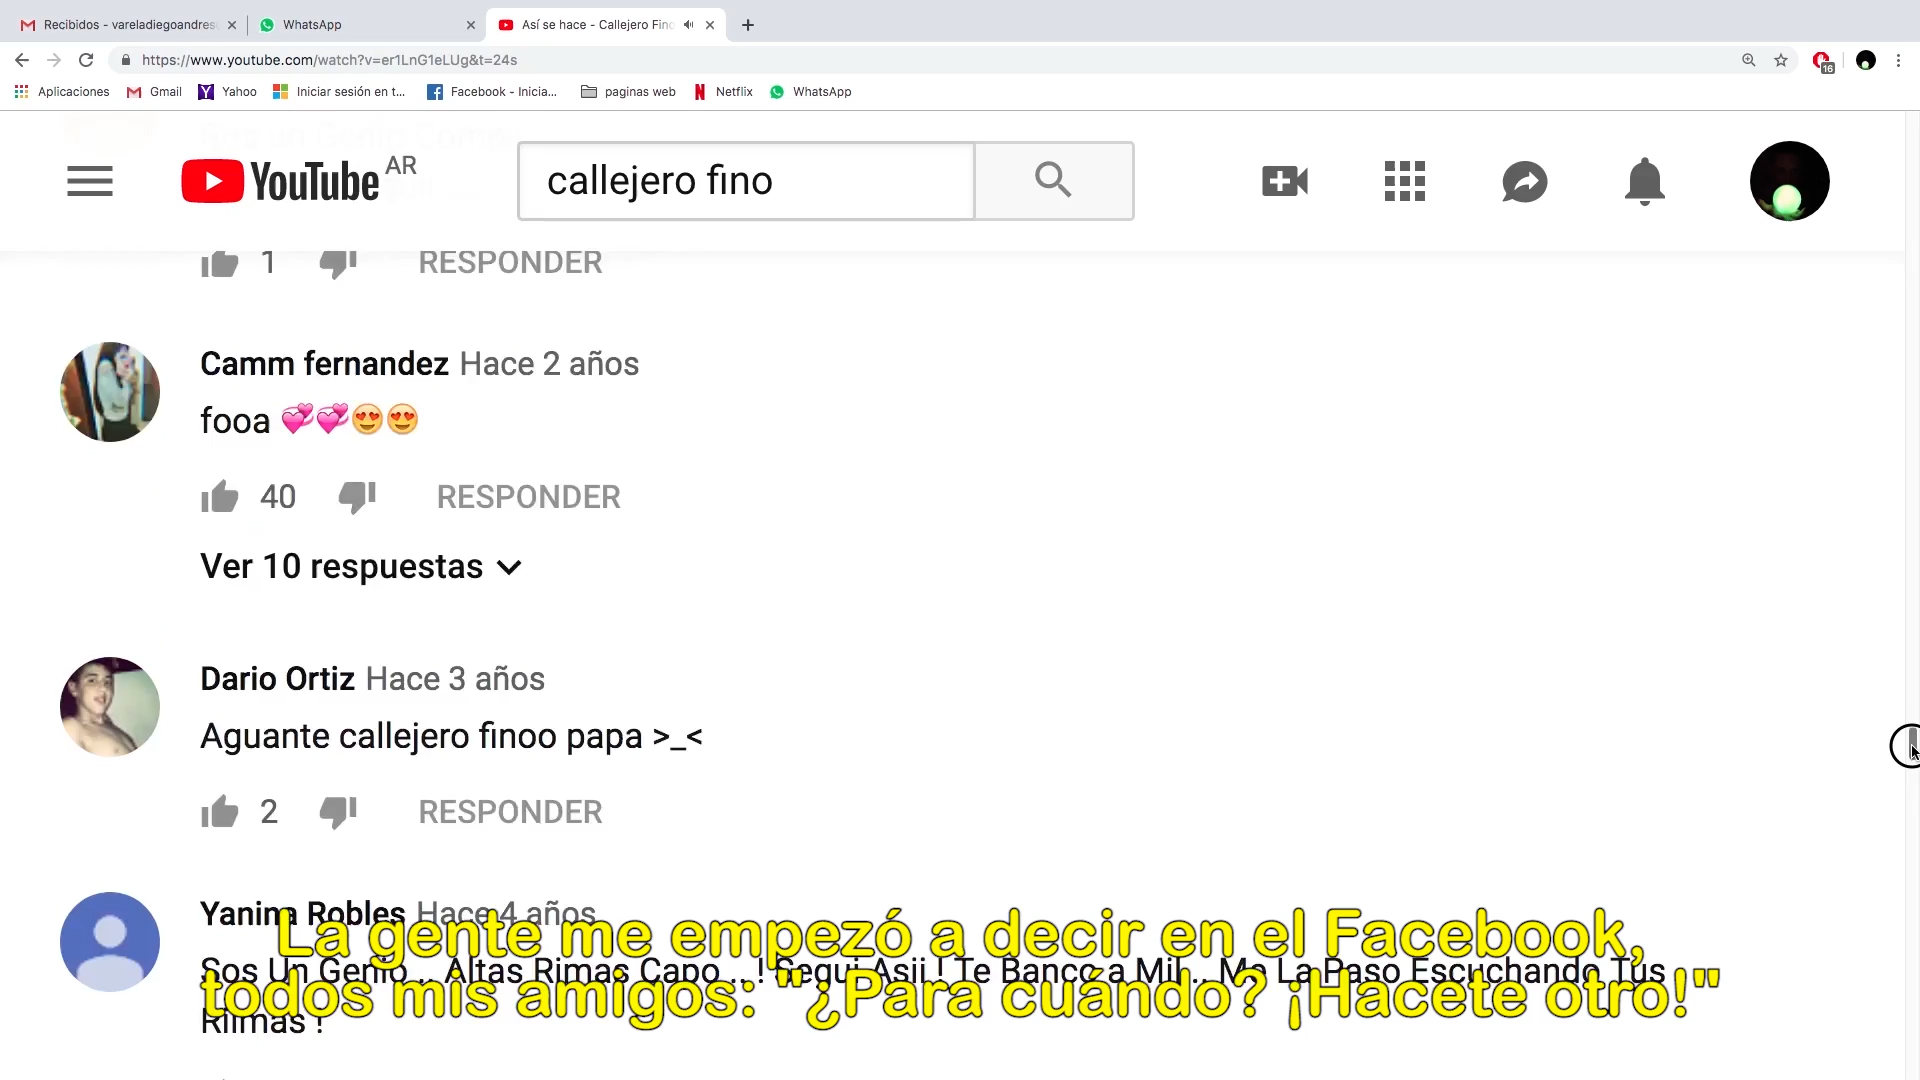 Recibidos - vareladiegoandres
WhatsApp
Así se hace - Callejero Fino
https://www.youtube.com/watch?v=er1LnG1eLUg&t=24s
16
Aplicaciones
Gmail
Yahoo
Iniciar sesión en t...
Facebook - Inicia...
paginas web
Netflix
WhatsApp
YouTube AR
callejero fino
1 RESPONDER
Camm fernandez Hace 2 años
fooa 💞💞😍😍
40 RESPONDER
Ver 10 respuestas
Dario Ortiz Hace 3 años
Aguante callejero finoo papa >_<
2 RESPONDER
Yanina Robles Hace 4 años
Sos Un Genio... Altas Rimas Capo...! Segui Asii ! Te Banco a Mil... Me La Paso Escuchando Tus
Riimas !
La gente me empezó a decir en el Facebook,
todos mis amigos: "¿Para cuándo? ¡Hacete otro!"